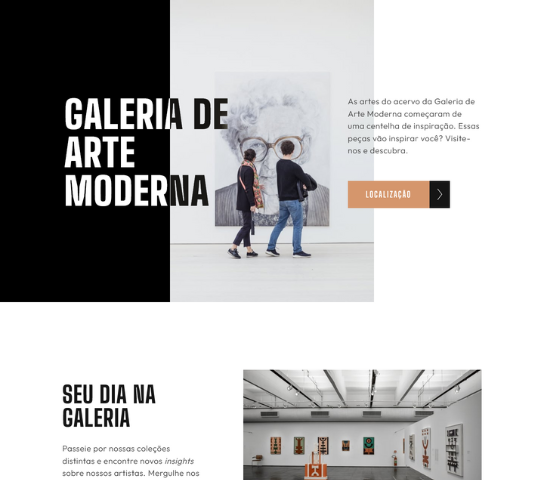 GALERIA DE
ARTE
MODERNA
As artes do acervo da Galeria de
Arte Moderna começaram de
uma centelha de inspiração. Essas
peças vão inspirar você? Visite-
nos e descubra.
LOCALIZAÇÃO
SEU DIA NA
GALERIA
Passeie por nossas coleções
distintas e encontre novos insights
sobre nossos artistas. Mergulhe nos